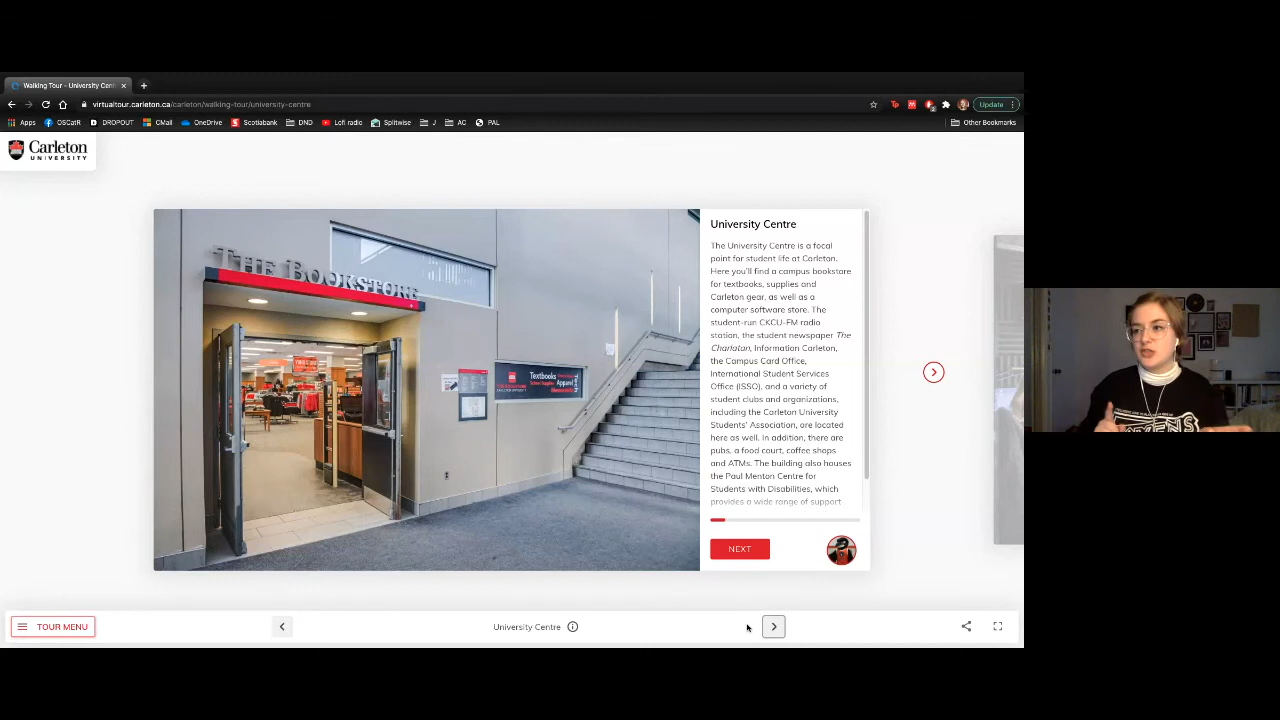 Walking Tour – University Cent
Update
virtualtour.carleton.ca/carleton/walking-tour/university-centre
Apps OSCatR DROPOUT GMail OneDrive Scotiabank DND Lofi radio Splitwise J AC PAL Other Bookmarks
Carleton
UNIVERSITY
THE BOOKSTORE
Textbooks
Apparel
University Centre
The University Centre is a focal
point for student life at Carleton.
Here you'll find a campus bookstore
for textbooks, supplies and
Carleton gear, as well as a
computer software store. The
student-run CKCU-FM radio
station, the student newspaper The
Charlatan, Information Carleton,
the Campus Card Office,
International Student Services
Office (ISSO), and a variety of
student clubs and organizations,
including the Carleton University
Students' Association, are located
here as well. In addition, there are
pubs, a food court, coffee shops
and ATMs. The building also houses
the Paul Menton Centre for
Students with Disabilities, which
provides a wide range of support
NEXT
TOUR MENU
University Centre